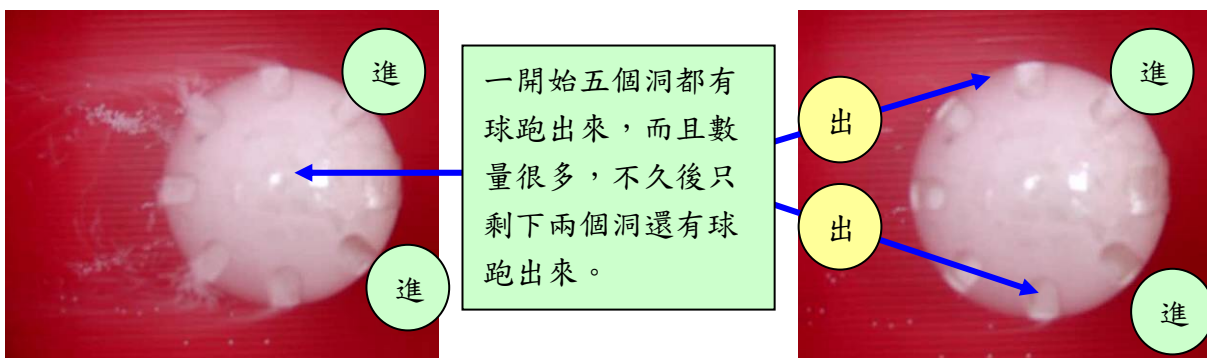 進
進
一開始五個洞都有
球跑出來，而且數
量很多，不久後只
剩下兩個洞還有球
跑出來。
出
出
進
進